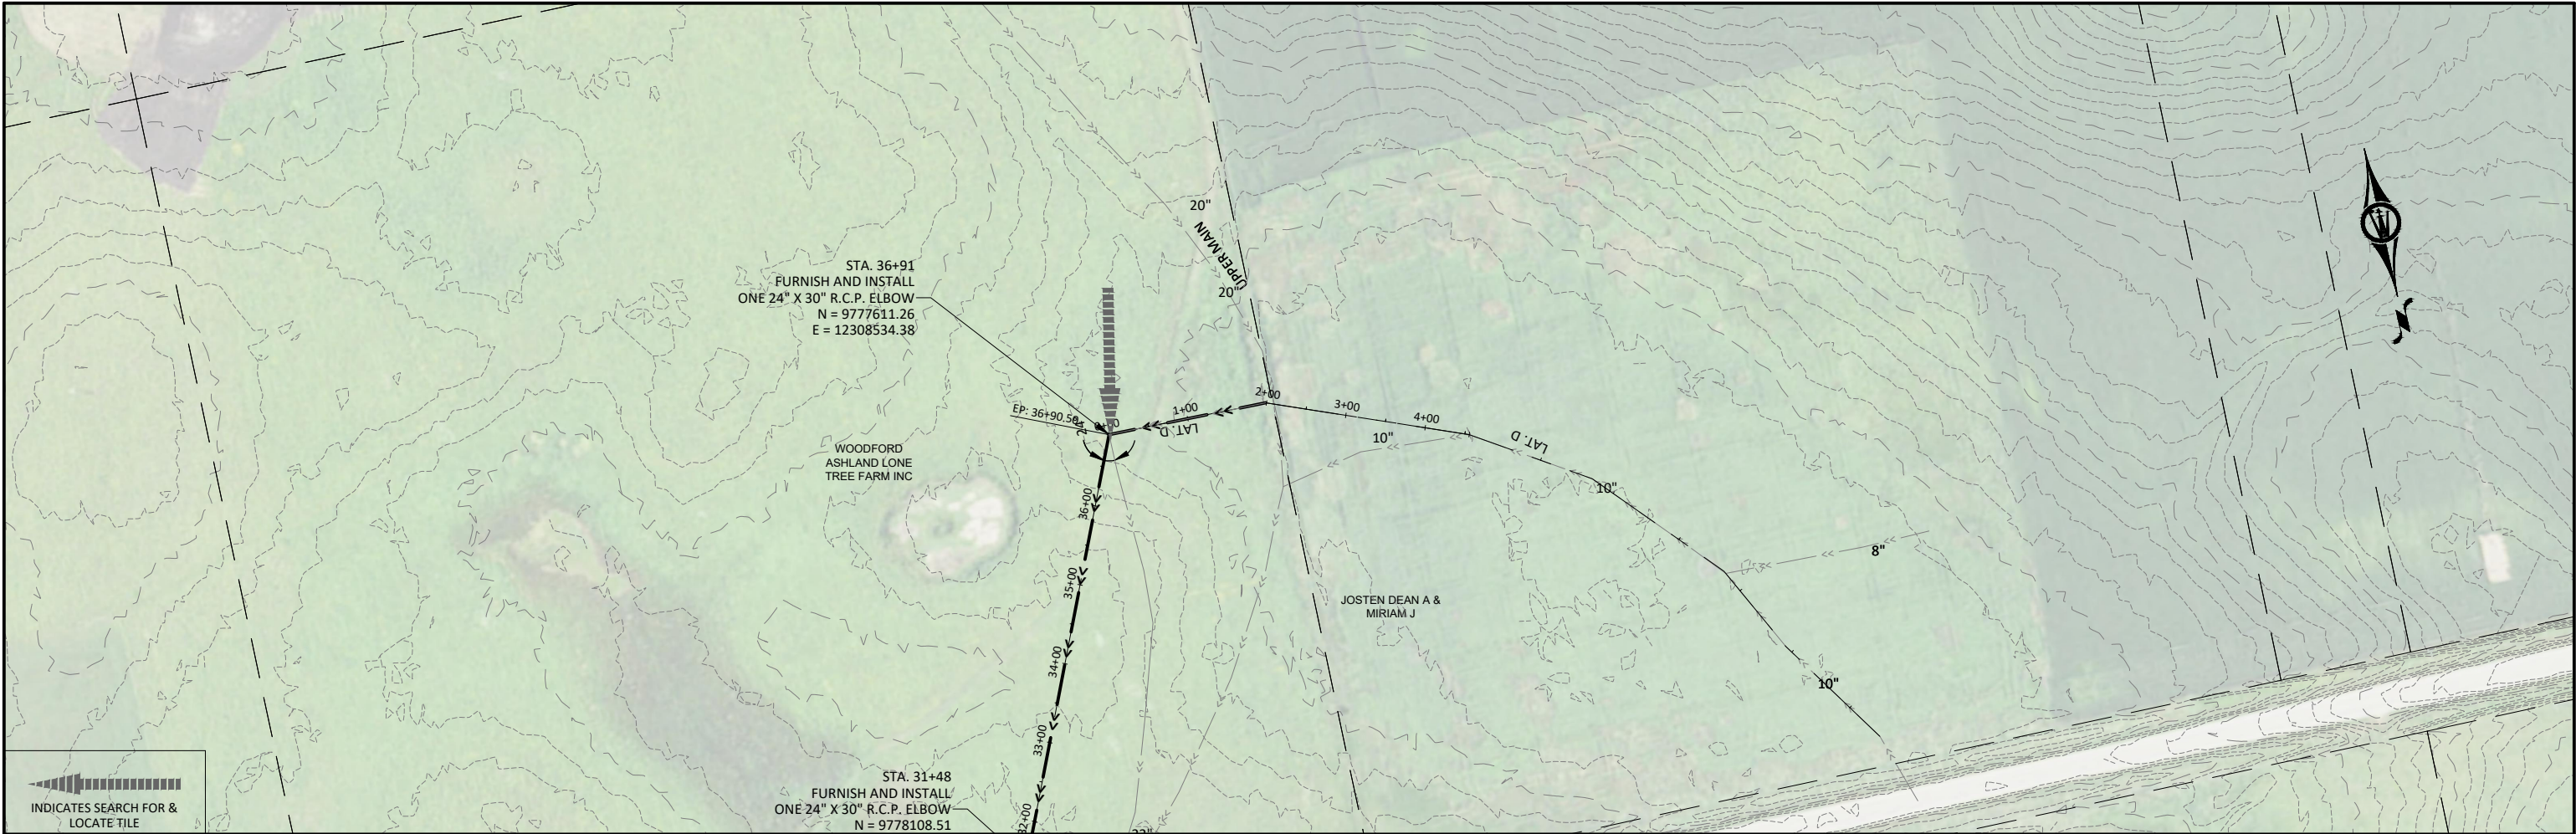 20"
UPPER MAIN
20"
STA. 36+91
FURNISH AND INSTALL
ONE 24" X 30" R.C.P. ELBOW
N = 9777611.26
E = 12308534.38
EP: 36+90.50
1+00
2+00
3+00
4+00
LAT. D
10"
LAT. D
10"
8"
10"
WOODFORD
ASHLAND LONE
TREE FARM INC
JOSTEN DEAN A &
MIRIAM J
36+00
35+00
34+00
33+00
32+00
STA. 31+48
FURNISH AND INSTALL
ONE 24" X 30" R.C.P. ELBOW
N = 9778108.51
INDICATES SEARCH FOR &
LOCATE TILE
N